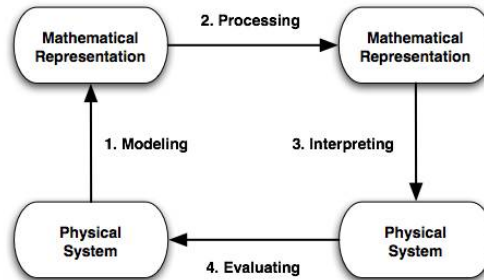 2. Processing
Mathematical
Representation
Mathematical
Representation
1. Modeling
3. Interpreting
Physical
System
Physical
System
4. Evaluating